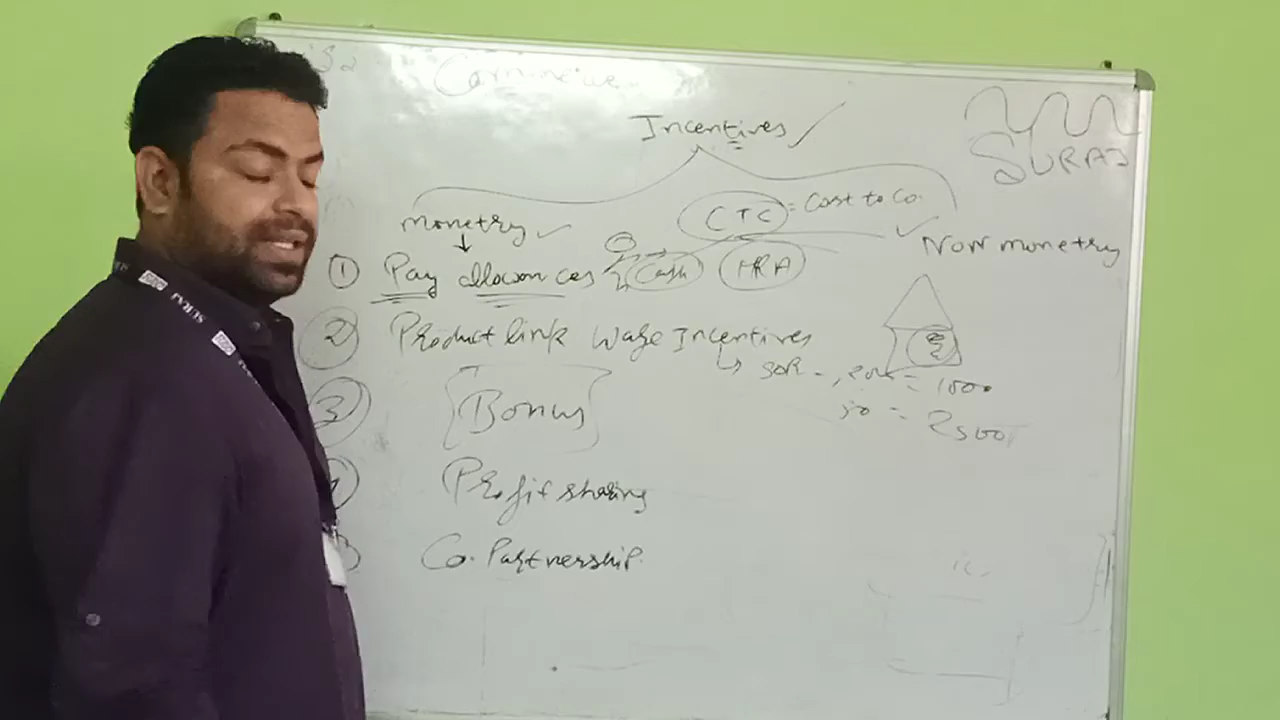 Commerce
SURAJ
Incentives
CTC = Cost to Co.
Monetry
Non monetry
① Pay allowances Cash HRA
② Product link Wage Incentives
③ Bonus
Profit sharing
Co. Partnership.
2500
SURAJ